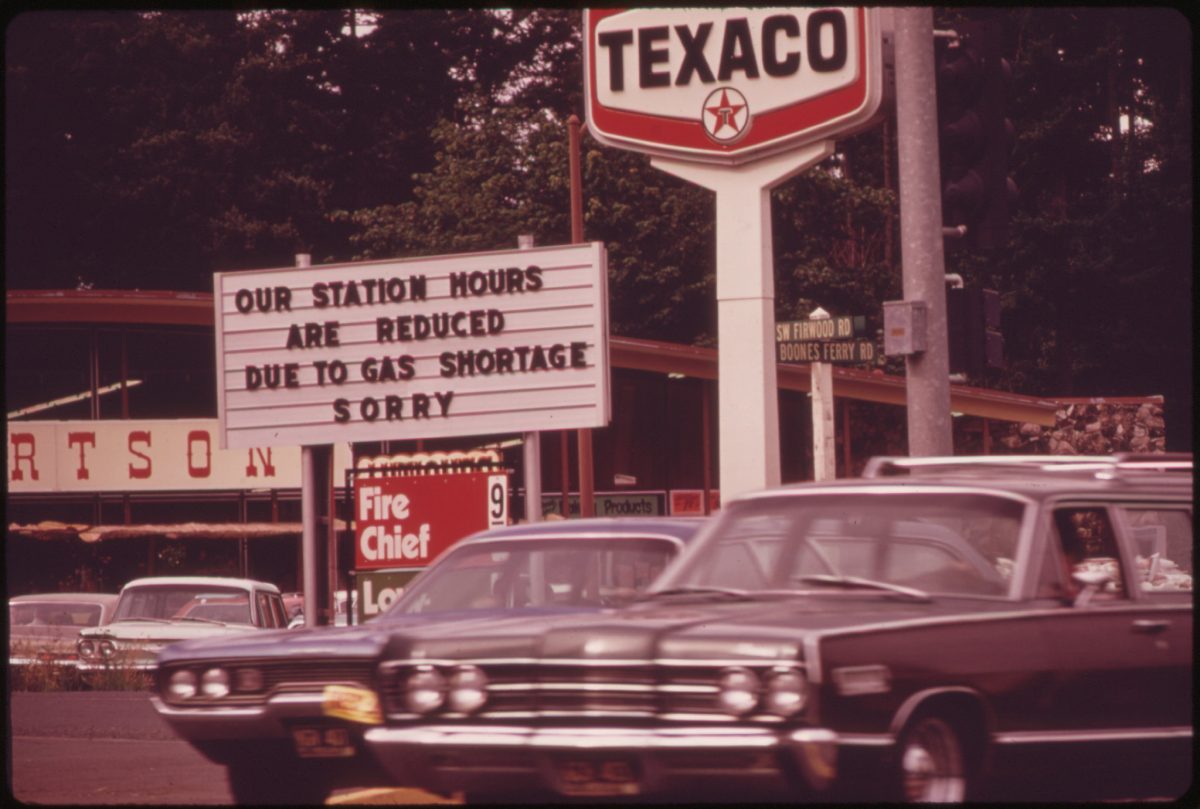 TEXACO
T
OUR STATION HOURS
ARE REDUCED
DUE TO GAS SHORTAGE
SORRY
SW FIRWOOD RD
BOONES FERRY RD
RTSON
Fire
Chief
9
Products
Lo